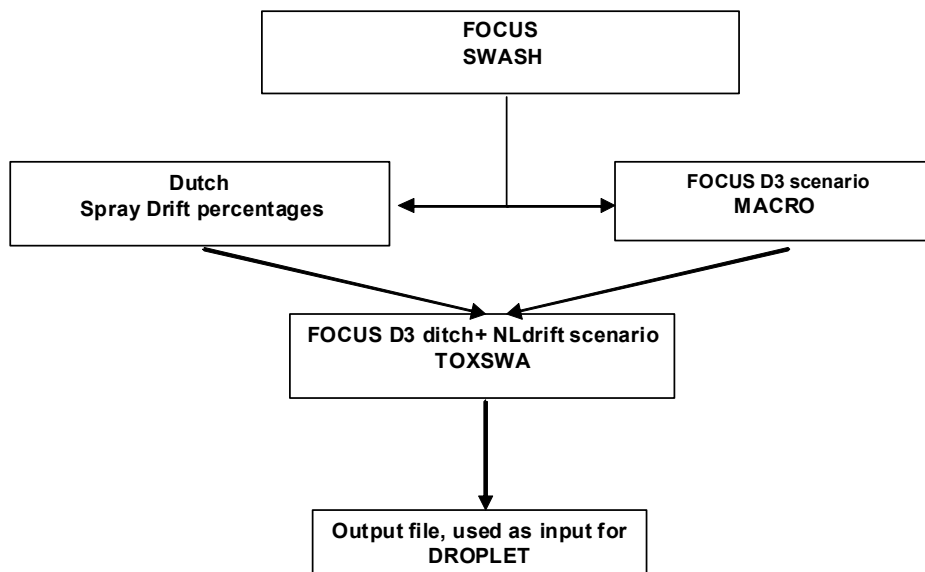 FOCUS
SWASH
Dutch
Spray Drift percentages
FOCUS D3 scenario
MACRO
FOCUS D3 ditch+ NLdrift scenario
TOXSWA
Output file, used as input for
DROPLET